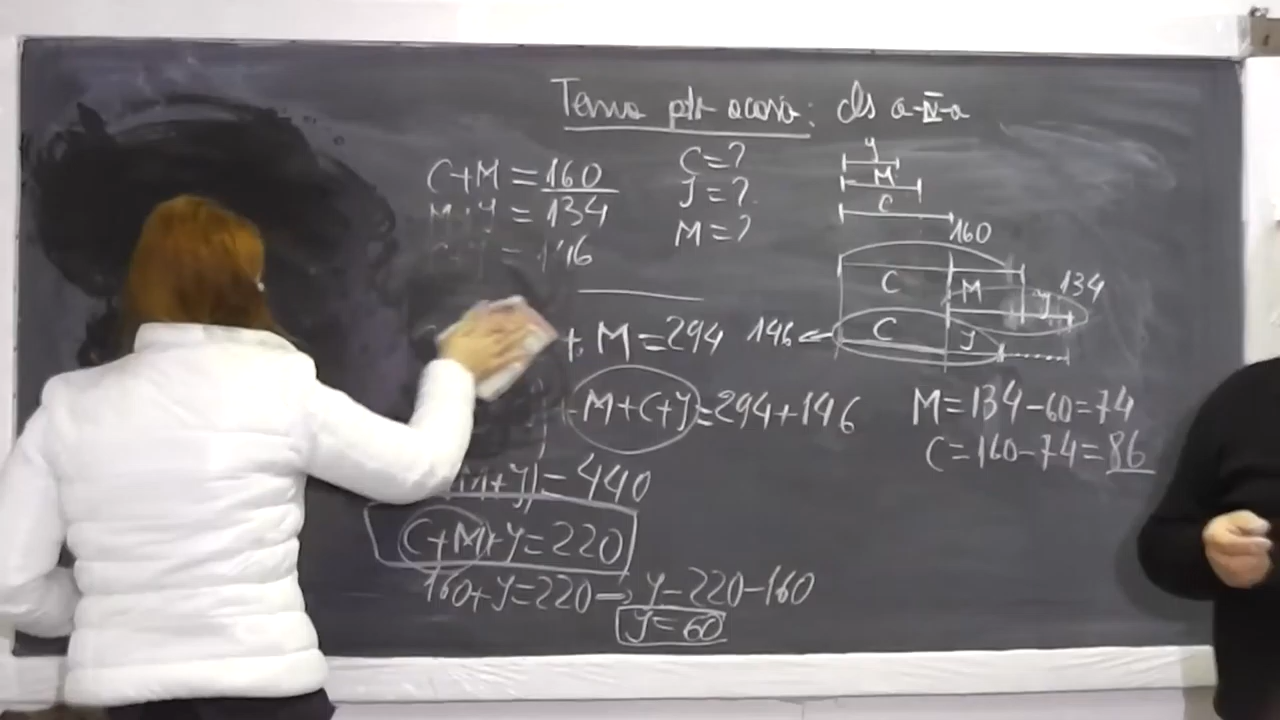 Tema ptr acasă: cls a-IV-a
C+M = 160
M+J = 134
= 146
C=?
J=?
M=?
J
M
C
160
C M J 134
146 ← C J
+ M = 294
+ M+C+J = 294+146
M+J) = 440
C+M+J = 220
160+J=220 → J=220-160
J=60
M=134-60=74
C=160-74=86